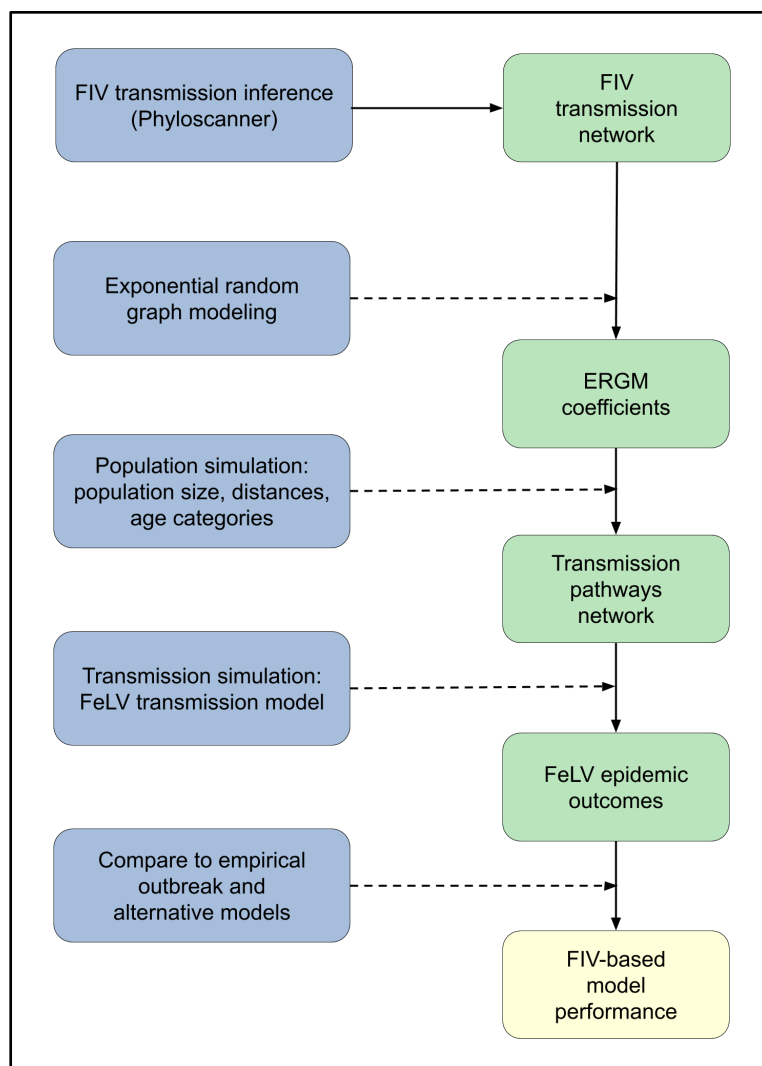 FIV transmission inference
(Phyloscanner)
FIV
transmission
network
Exponential random
graph modeling
ERGM
coefficients
Population simulation:
population size, distances,
age categories
Transmission
pathways
network
Transmission simulation:
FeLV transmission model
FeLV epidemic
outcomes
Compare to empirical
outbreak and
alternative models
FIV-based
model
performance